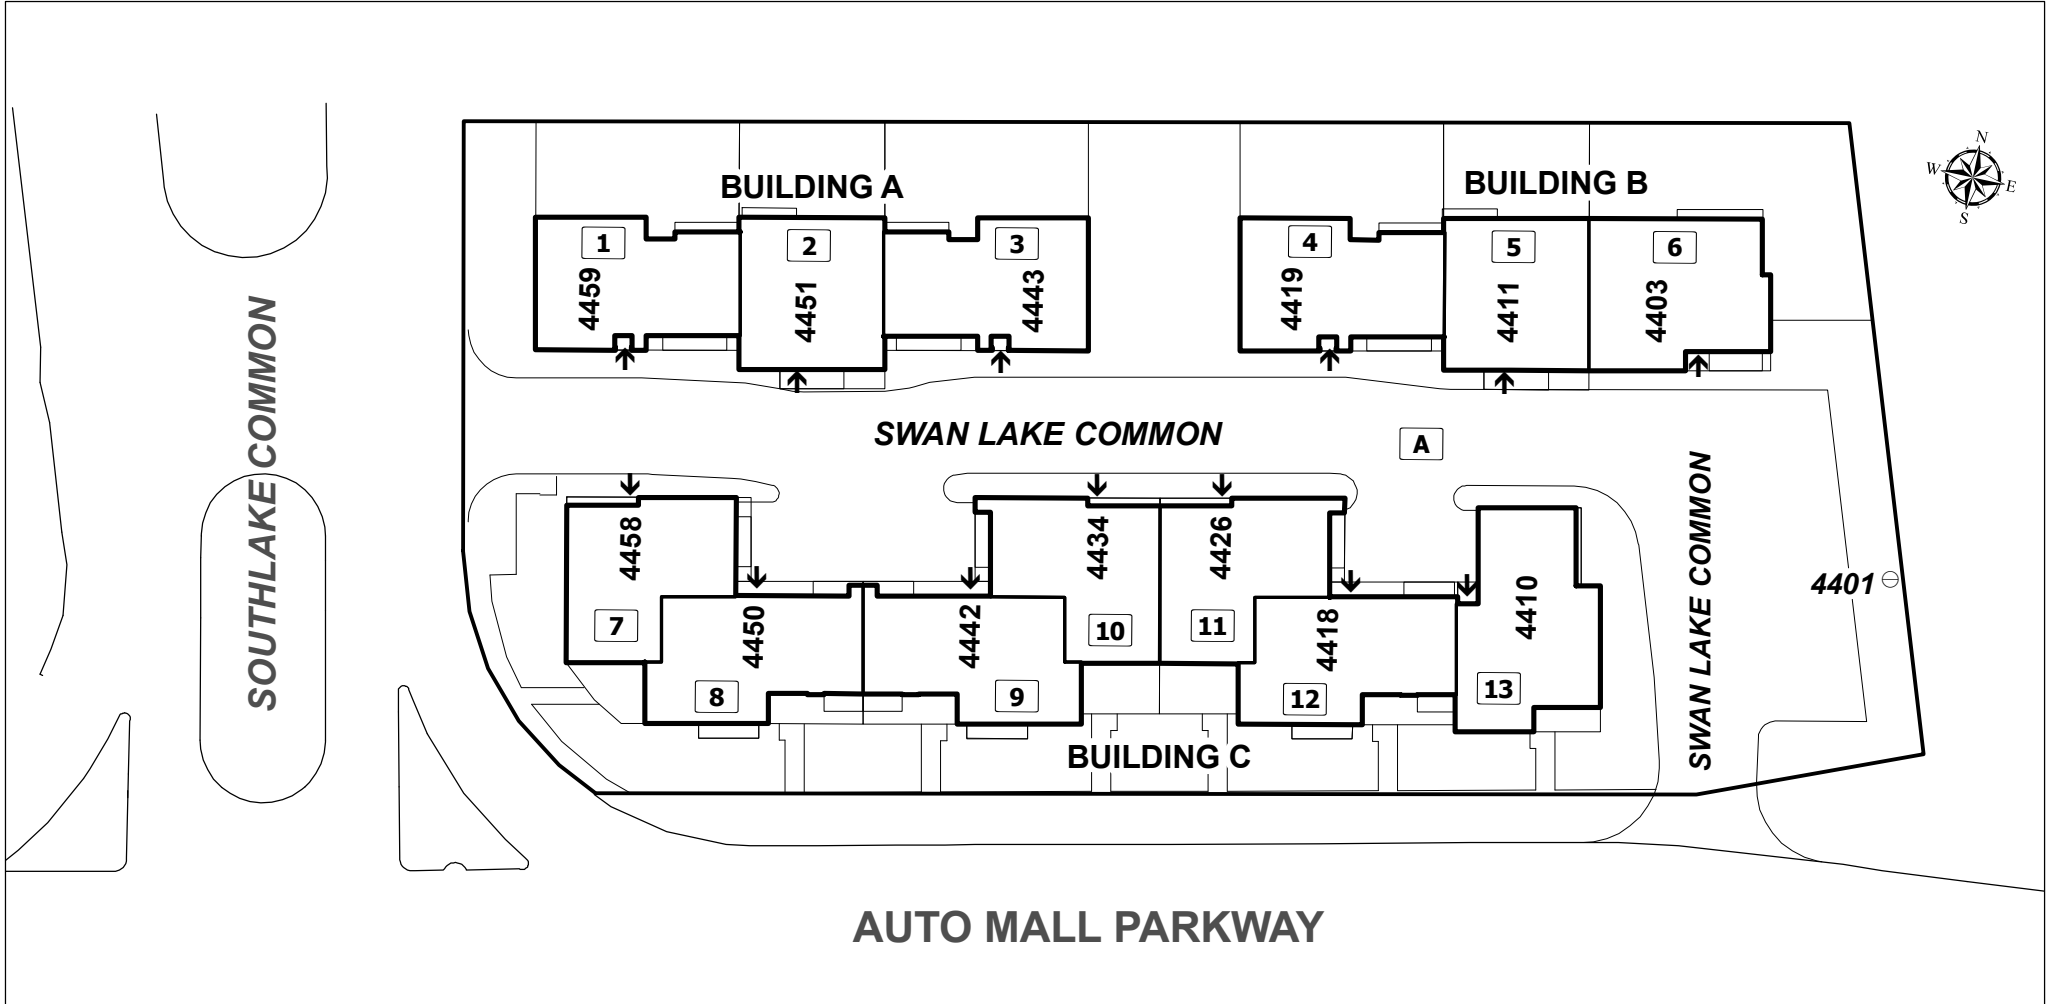 N
W
E
S
BUILDING A
BUILDING B
1
2
3
4
5
6
4459
4451
4443
4419
4411
4403
SOUTHLAKE COMMON
SWAN LAKE COMMON
A
SWAN LAKE COMMON
4401
4458
4434
4426
4450
4442
4418
4410
7
10
11
8
9
12
13
BUILDING C
AUTO MALL PARKWAY